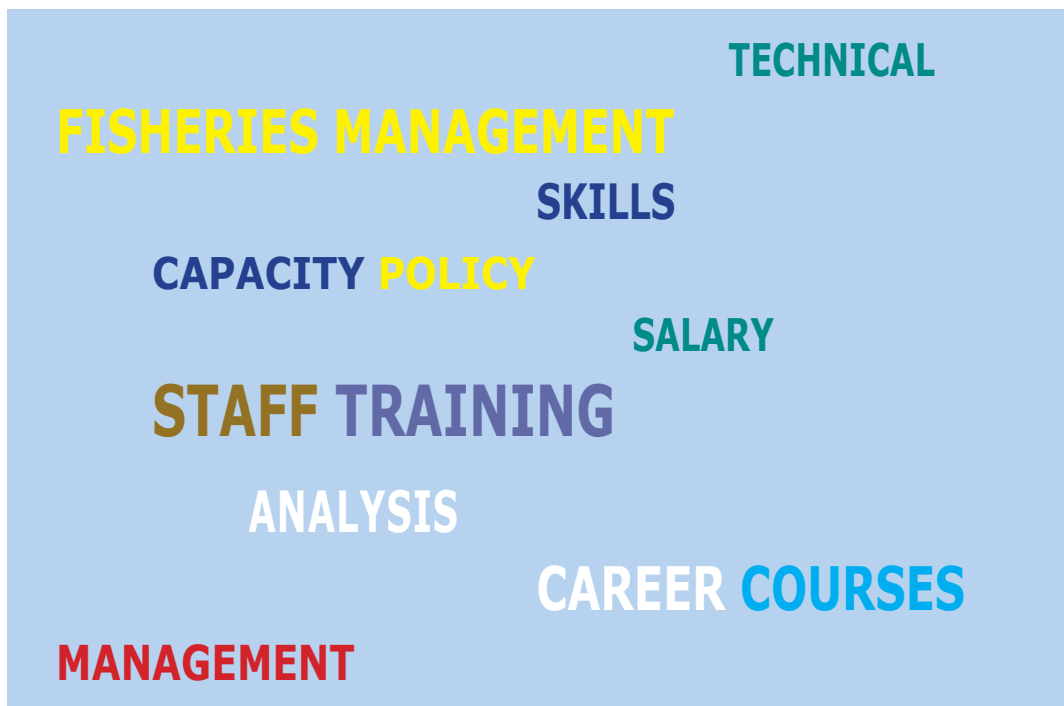 TECHNICAL
FISHERIES MANAGEMENT
SKILLS
CAPACITY POLICY
SALARY
STAFF TRAINING
ANALYSIS
CAREER COURSES
MANAGEMENT